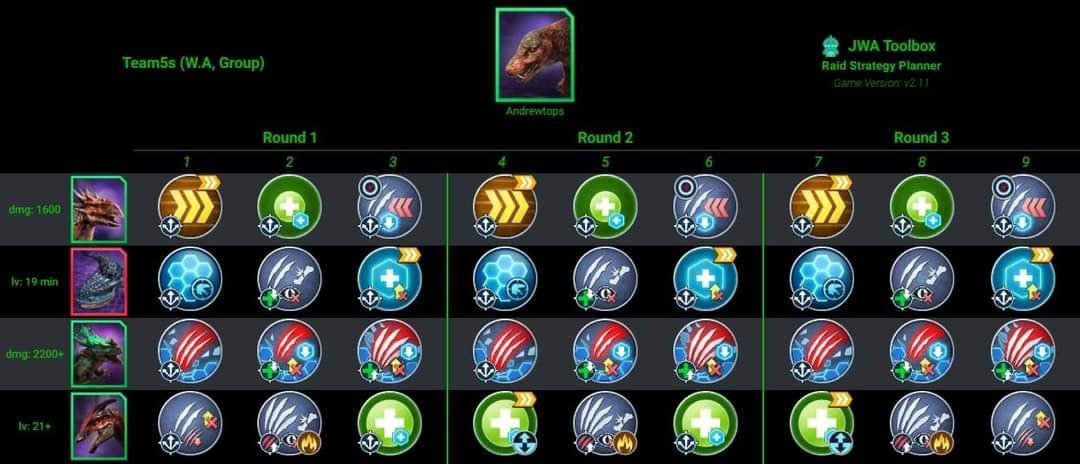 Team5s (W.A, Group)
JWA Toolbox
Raid Strategy Planner
Game Version: v2.11
Andrewtops
Round 1
Round 2
Round 3
1 2 3 4 5 6 7 8 9
dmg: 1600
lv: 19 min
dmg: 2200+
lv: 21+